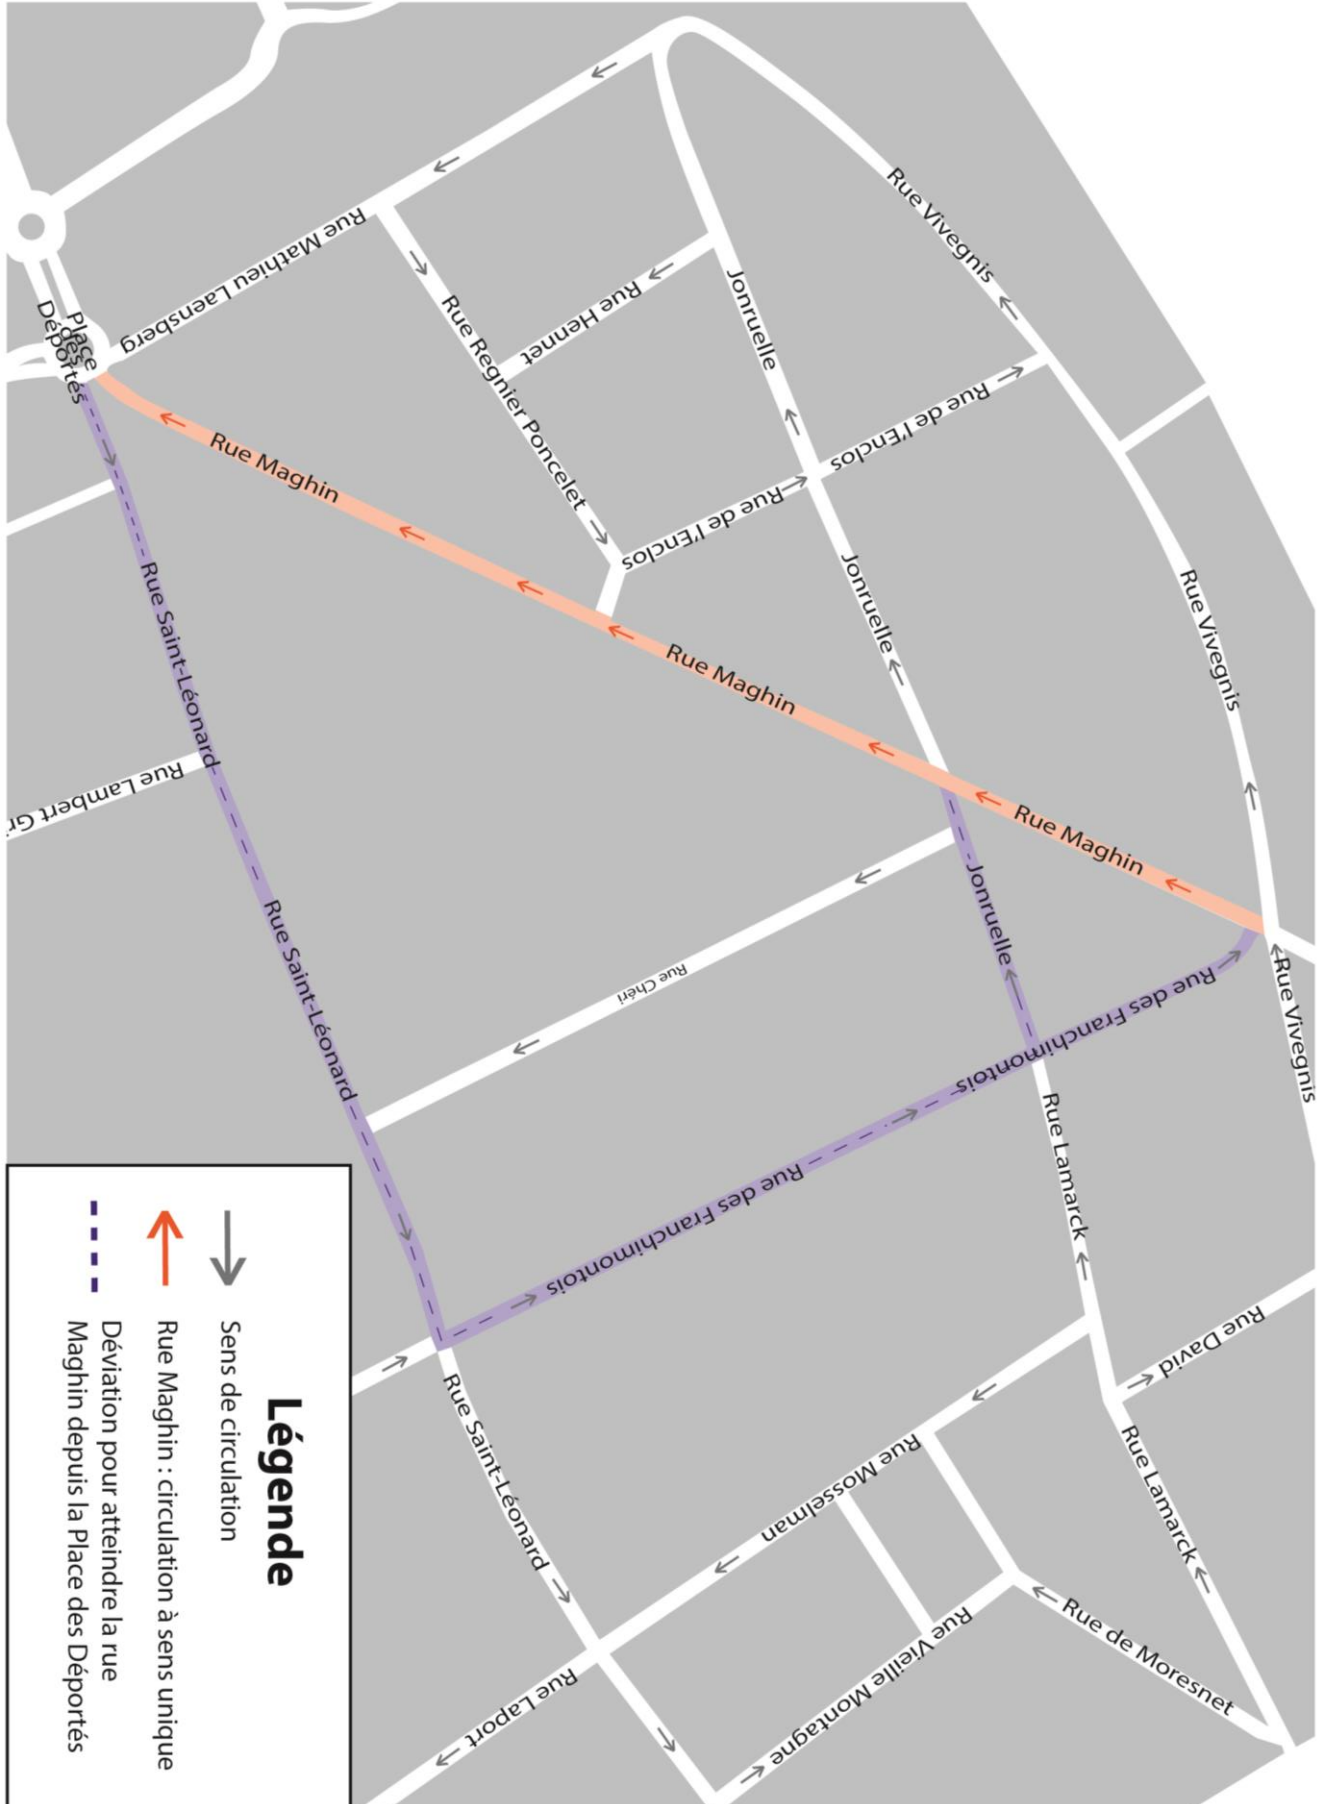 Rue Vivegnis
Rue Vivegnis
Rue Vivegnis
Rue Mathieu Laensberg
Rue Regnier Poncelet
Rue Hennet
Jonruelle
Jonruelle
Jonruelle
Rue de l'Enclos
Rue de l'Enclos
Place
des
Déportés
Rue Maghin
Rue Maghin
Rue Maghin
Rue Saint-Léonard
Rue Saint-Léonard
Rue Saint-Léonard
Rue Lambert Gr
Rue Chéri
Rue des Franchimontois
Rue des Franchimontois
Rue Lamarck
Rue Lamarck
Rue David
Rue Mosselman
Rue Vieille Montagne
Rue de Moresnet
Rue Laport
Légende
Sens de circulation
Rue Maghin : circulation à sens unique
Déviation pour atteindre la rue
Maghin depuis la Place des Déportés